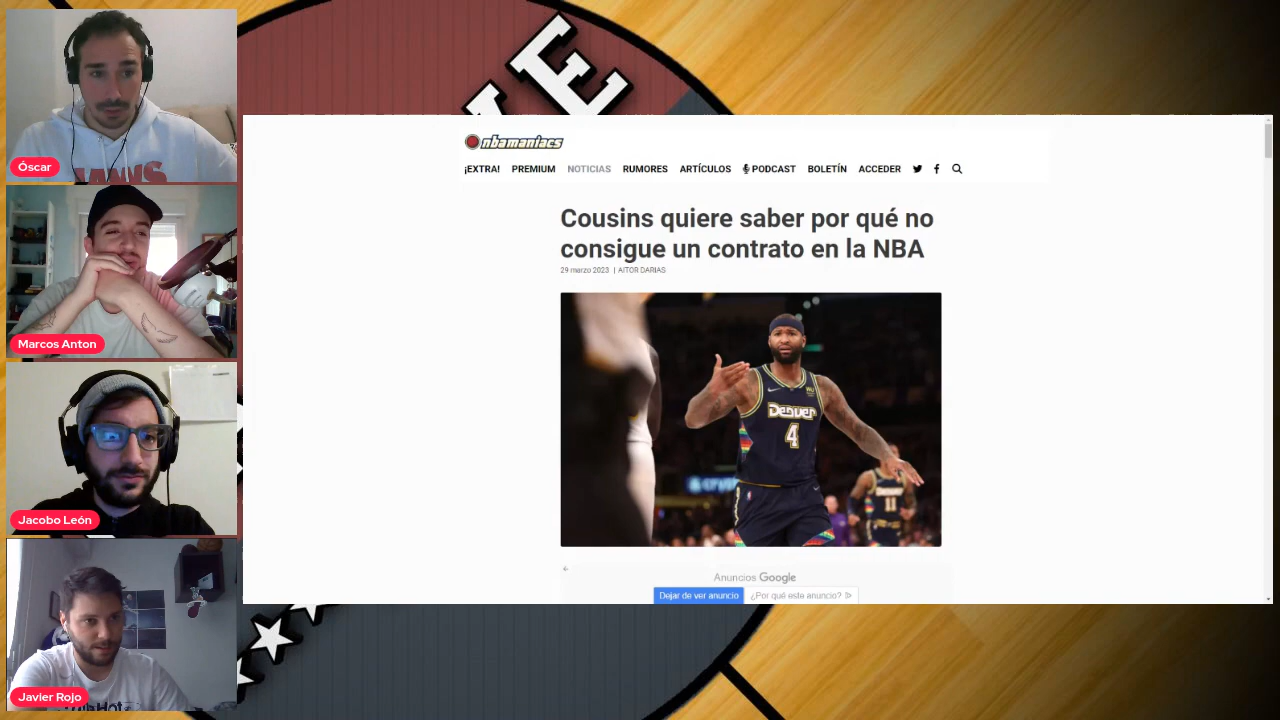 Óscar
Marcos Anton
Jacobo León
Javier Rojo
nbamaniacs
¡EXTRA! PREMIUM NOTICIAS RUMORES ARTÍCULOS PODCAST BOLETÍN ACCEDER
Cousins quiere saber por qué no
consigue un contrato en la NBA
29 marzo 2023 | AITOR DARIAS
Denver
4
11
Anuncios Google
Dejar de ver anuncio ¿Por qué este anuncio?